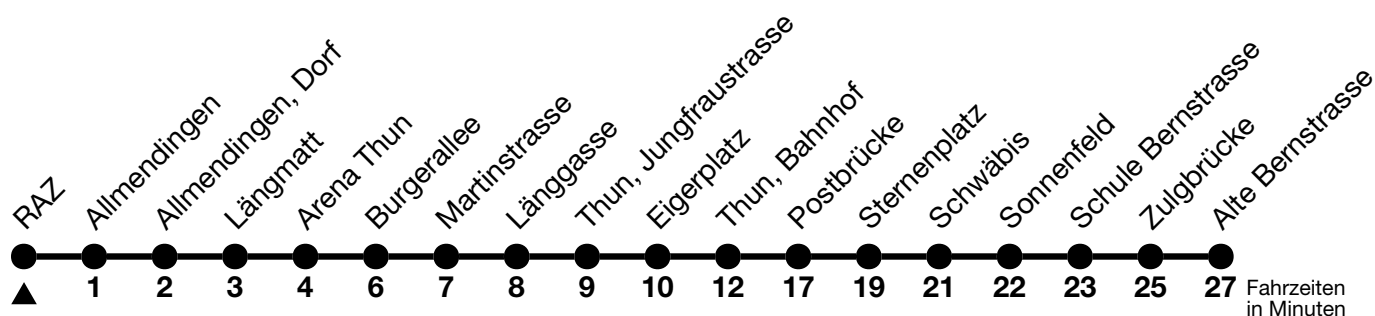 RAZ
Allmendingen
Allmendingen, Dorf
Längmatt
Arena Thun
Burgerallee
Martinstrasse
Länggasse
Thun, Jungfraustrasse
Eigerplatz
Thun, Bahnhof
Postbrücke
Sternenplatz
Schwäbis
Sonnenfeld
Schule Bernstrasse
Zulgbrücke
Alte Bernstrasse
1 2 3 4 6 7 8 9 10 12 17 19 21 22 23 25 27
Fahrzeiten
in Minuten